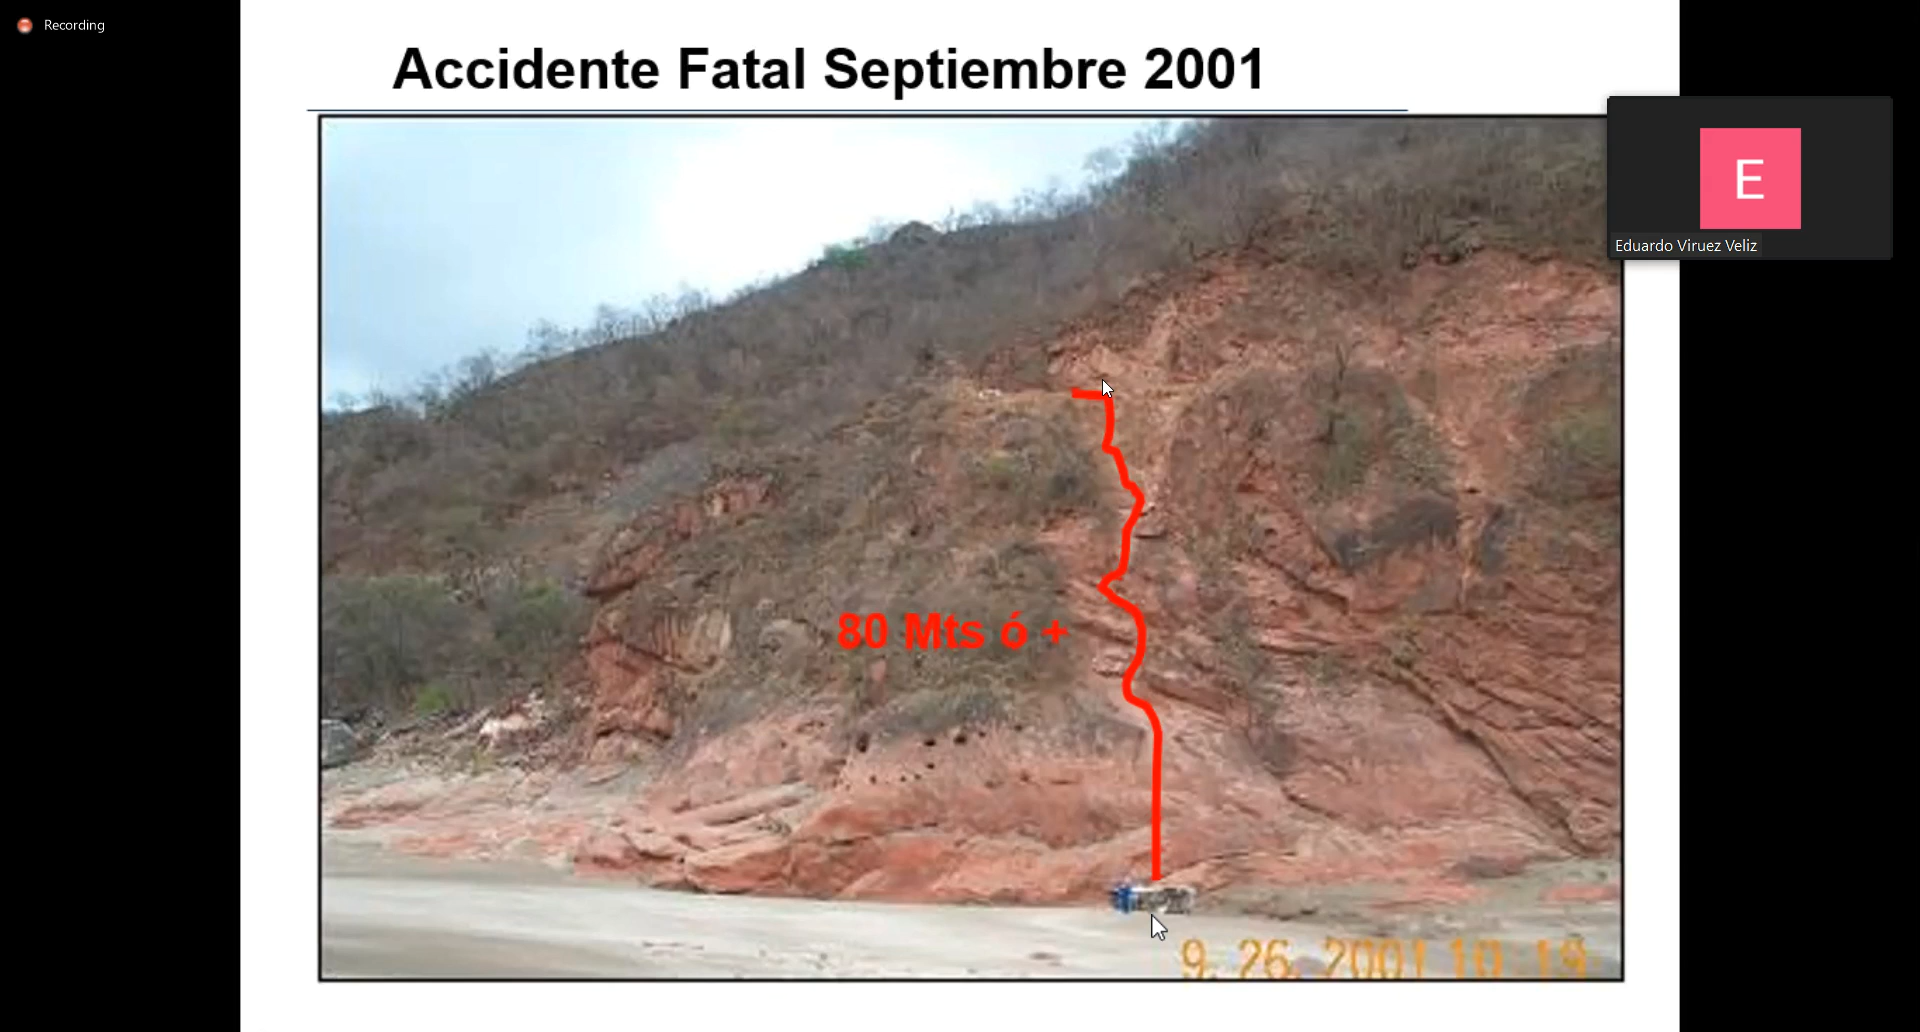 Recording
Accidente Fatal Septiembre 2001
E
Eduardo Viruez Veliz
80 Mts ó +
9. 26. 2001 10:19